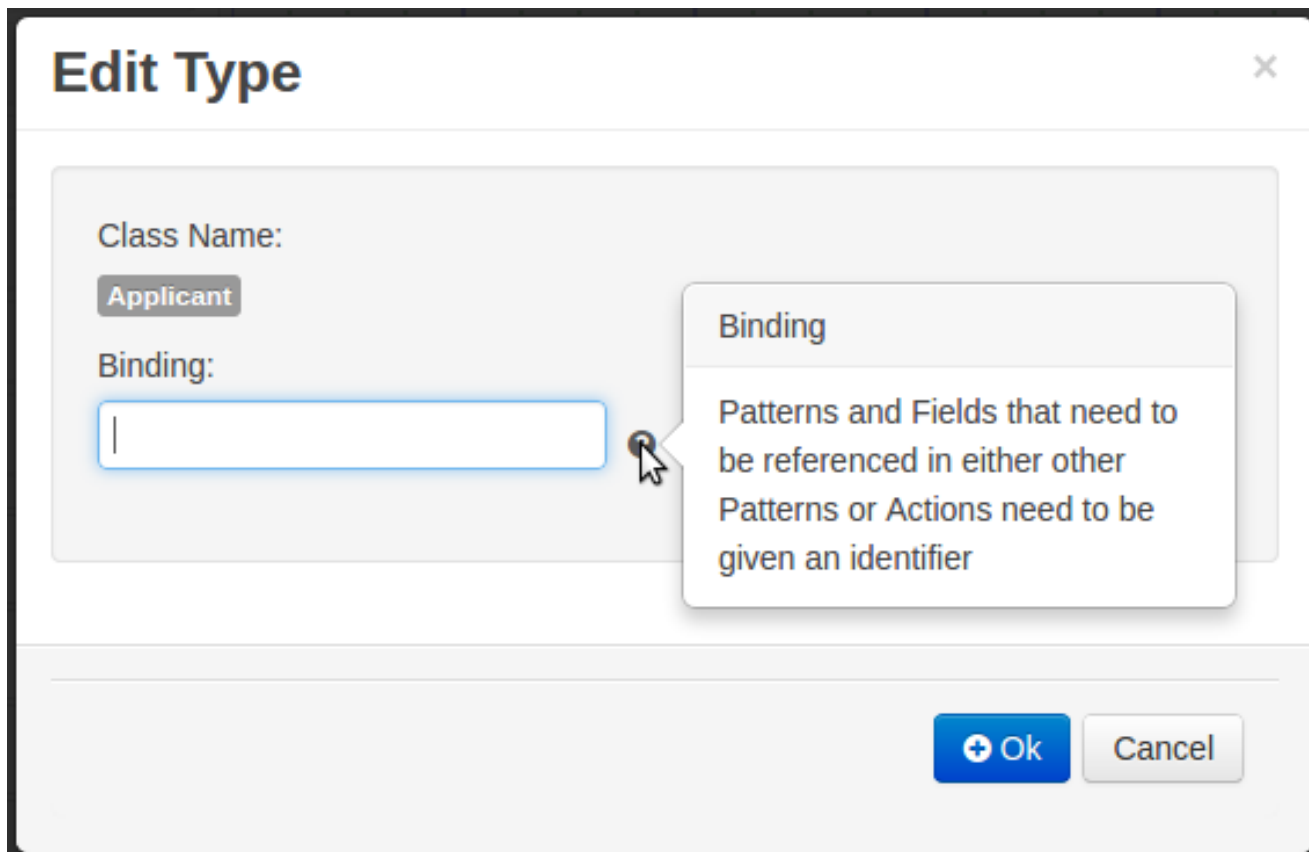 Edit Type
×
Class Name:
Applicant
Binding:
Binding
Patterns and Fields that need to
be referenced in either other
Patterns or Actions need to be
given an identifier
Ok
Cancel